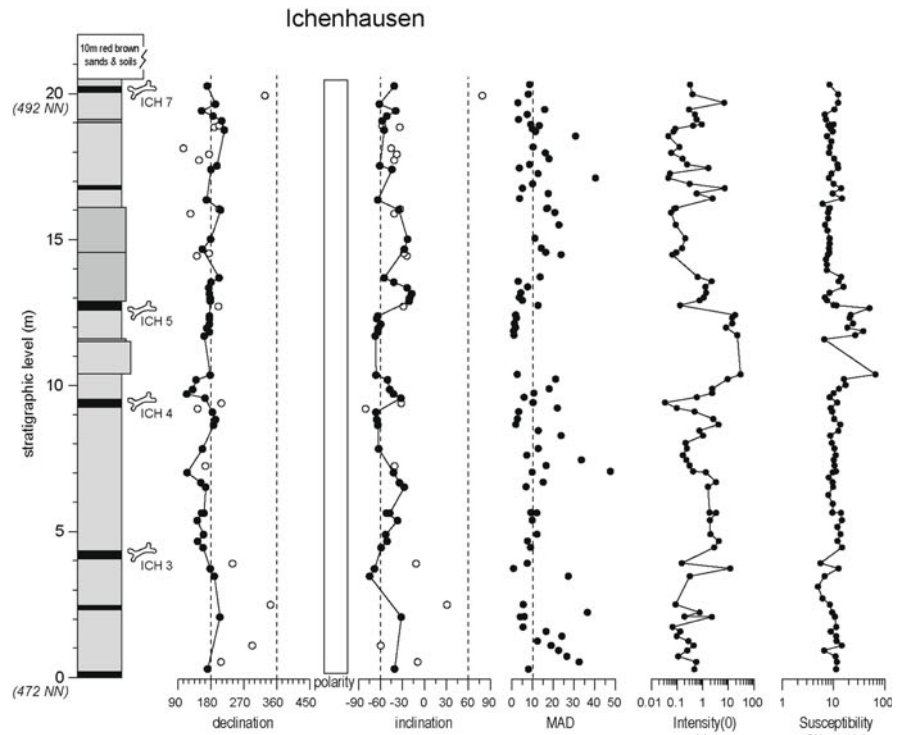 Ichenhausen
10m red brown
sands & soils
20
(492 NN)
ICH 7
15
ICH 5
stratigraphic level (m)
10
ICH 4
5
ICH 3
0
(472 NN)
polarity
90 180 270 360 450
declination
-90 -60 -30 0 30 60 90
inclination
0 10 20 30 40 50
MAD
0.01 0.1 1 10 100
Intensity(0)
1 10 100
Susceptibility